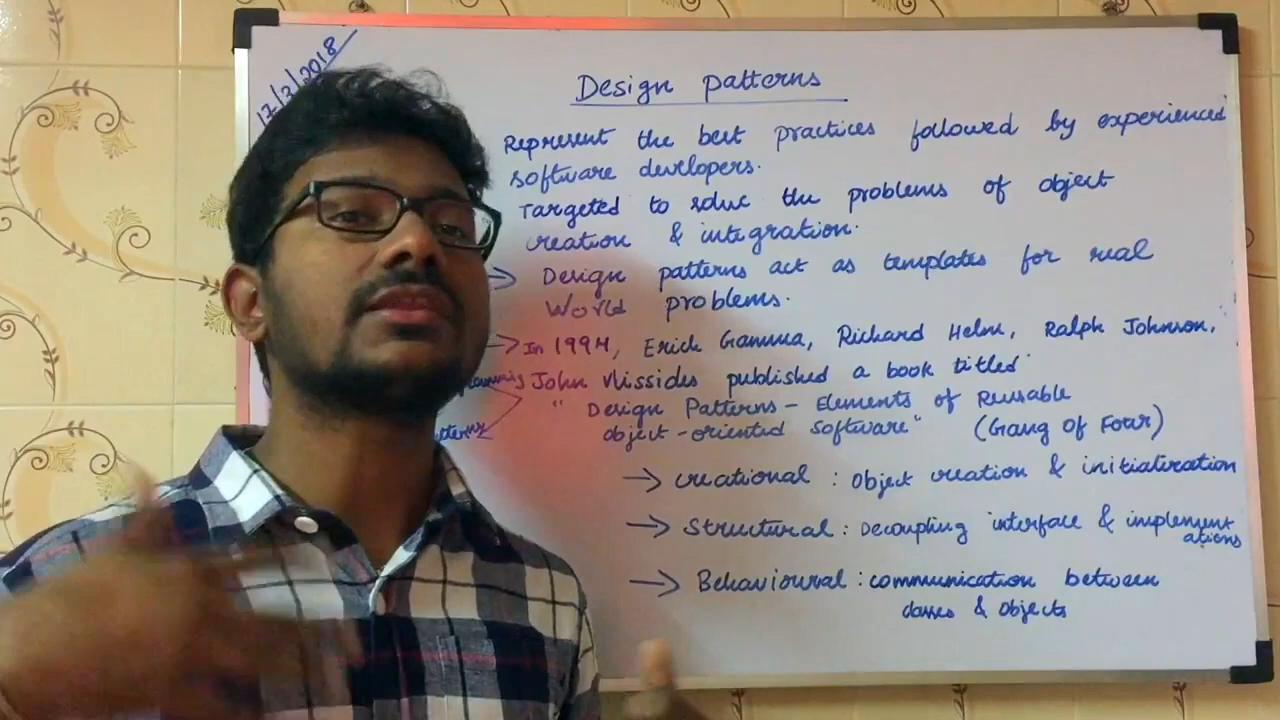 17/3/2018
Design patterns
Represent the best practices followed by experienced
software developers.
Targeted to solve the problems of object
creation & integration.
→ Design patterns act as templates for real
World problems.
→ In 1994, Erich Gamma, Richard Helm, Ralph Johnson,
John Vlissides published a book titled
" Design Patterns - Elements of Reusable
object-oriented software" (Gang of Four)
→ creational : Object creation & initialization
→ Structural : Decoupling interface & implementations
→ Behavioural : communication between
classes & Objects